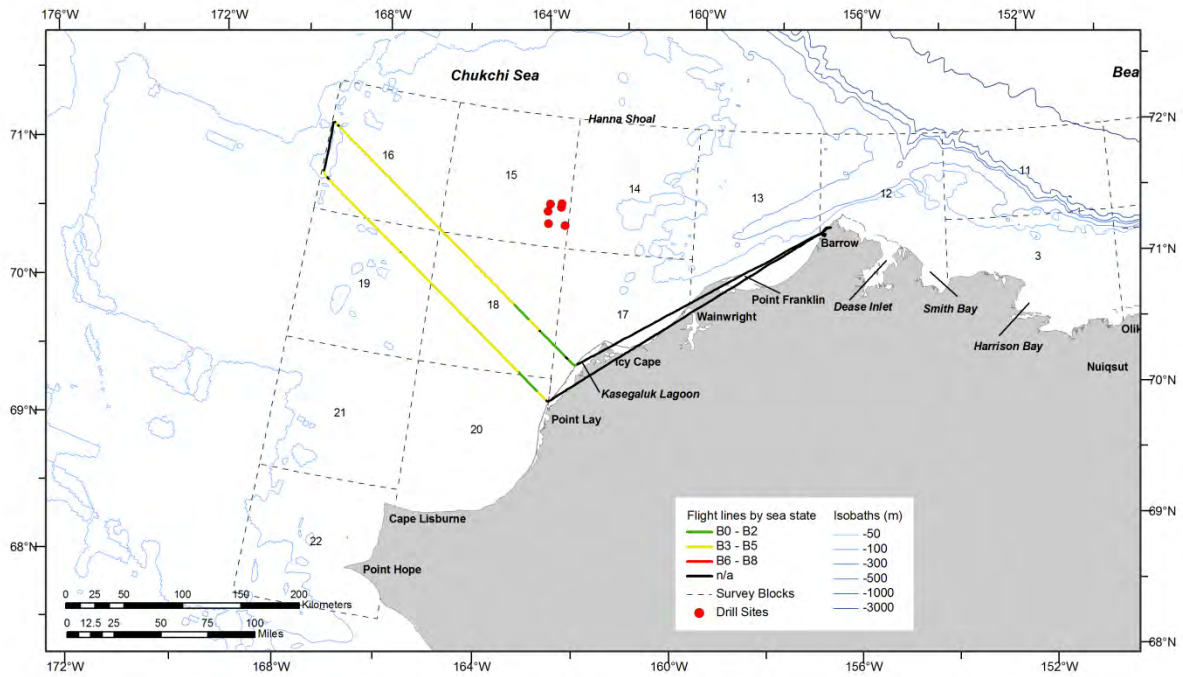 176°W 168°W 164°W 160°W 156°W 152°W
Chukchi Sea
Bea
72°N
71°N
Hanna Shoal
16
15
14
13
12
11
71°N
Barrow
3
70°N
19
18
17
Point Franklin
Dease Inlet
Smith Bay
Wainwright
Harrison Bay
Olik
Icy Cape
Nuiqsut
70°N
Kasegaluk Lagoon
69°N
21
20
Point Lay
Cape Lisburne
69°N
68°N
22
Point Hope
Flight lines by sea state
B0 - B2
B3 - B5
B6 - B8
n/a
Survey Blocks
Drill Sites
Isobaths (m)
-50
-100
-300
-500
-1000
-3000
0 25 50 100 150 200
Kilometers
0 12.5 25 50 75 100
Miles
68°N
172°W 168°W 164°W 160°W 156°W 152°W